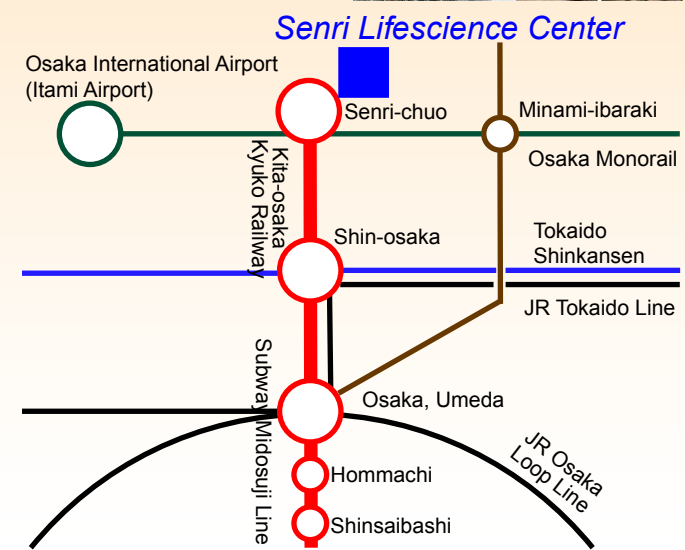 Senri Lifescience Center
Osaka International Airport
(Itami Airport)
Senri-chuo
Minami-ibaraki
Osaka Monorail
Kita-osaka
Kyuko Railway
Shin-osaka
Tokaido
Shinkansen
JR Tokaido Line
Subway Midosuji Line
Osaka, Umeda
JR Osaka
Loop Line
Hommachi
Shinsaibashi